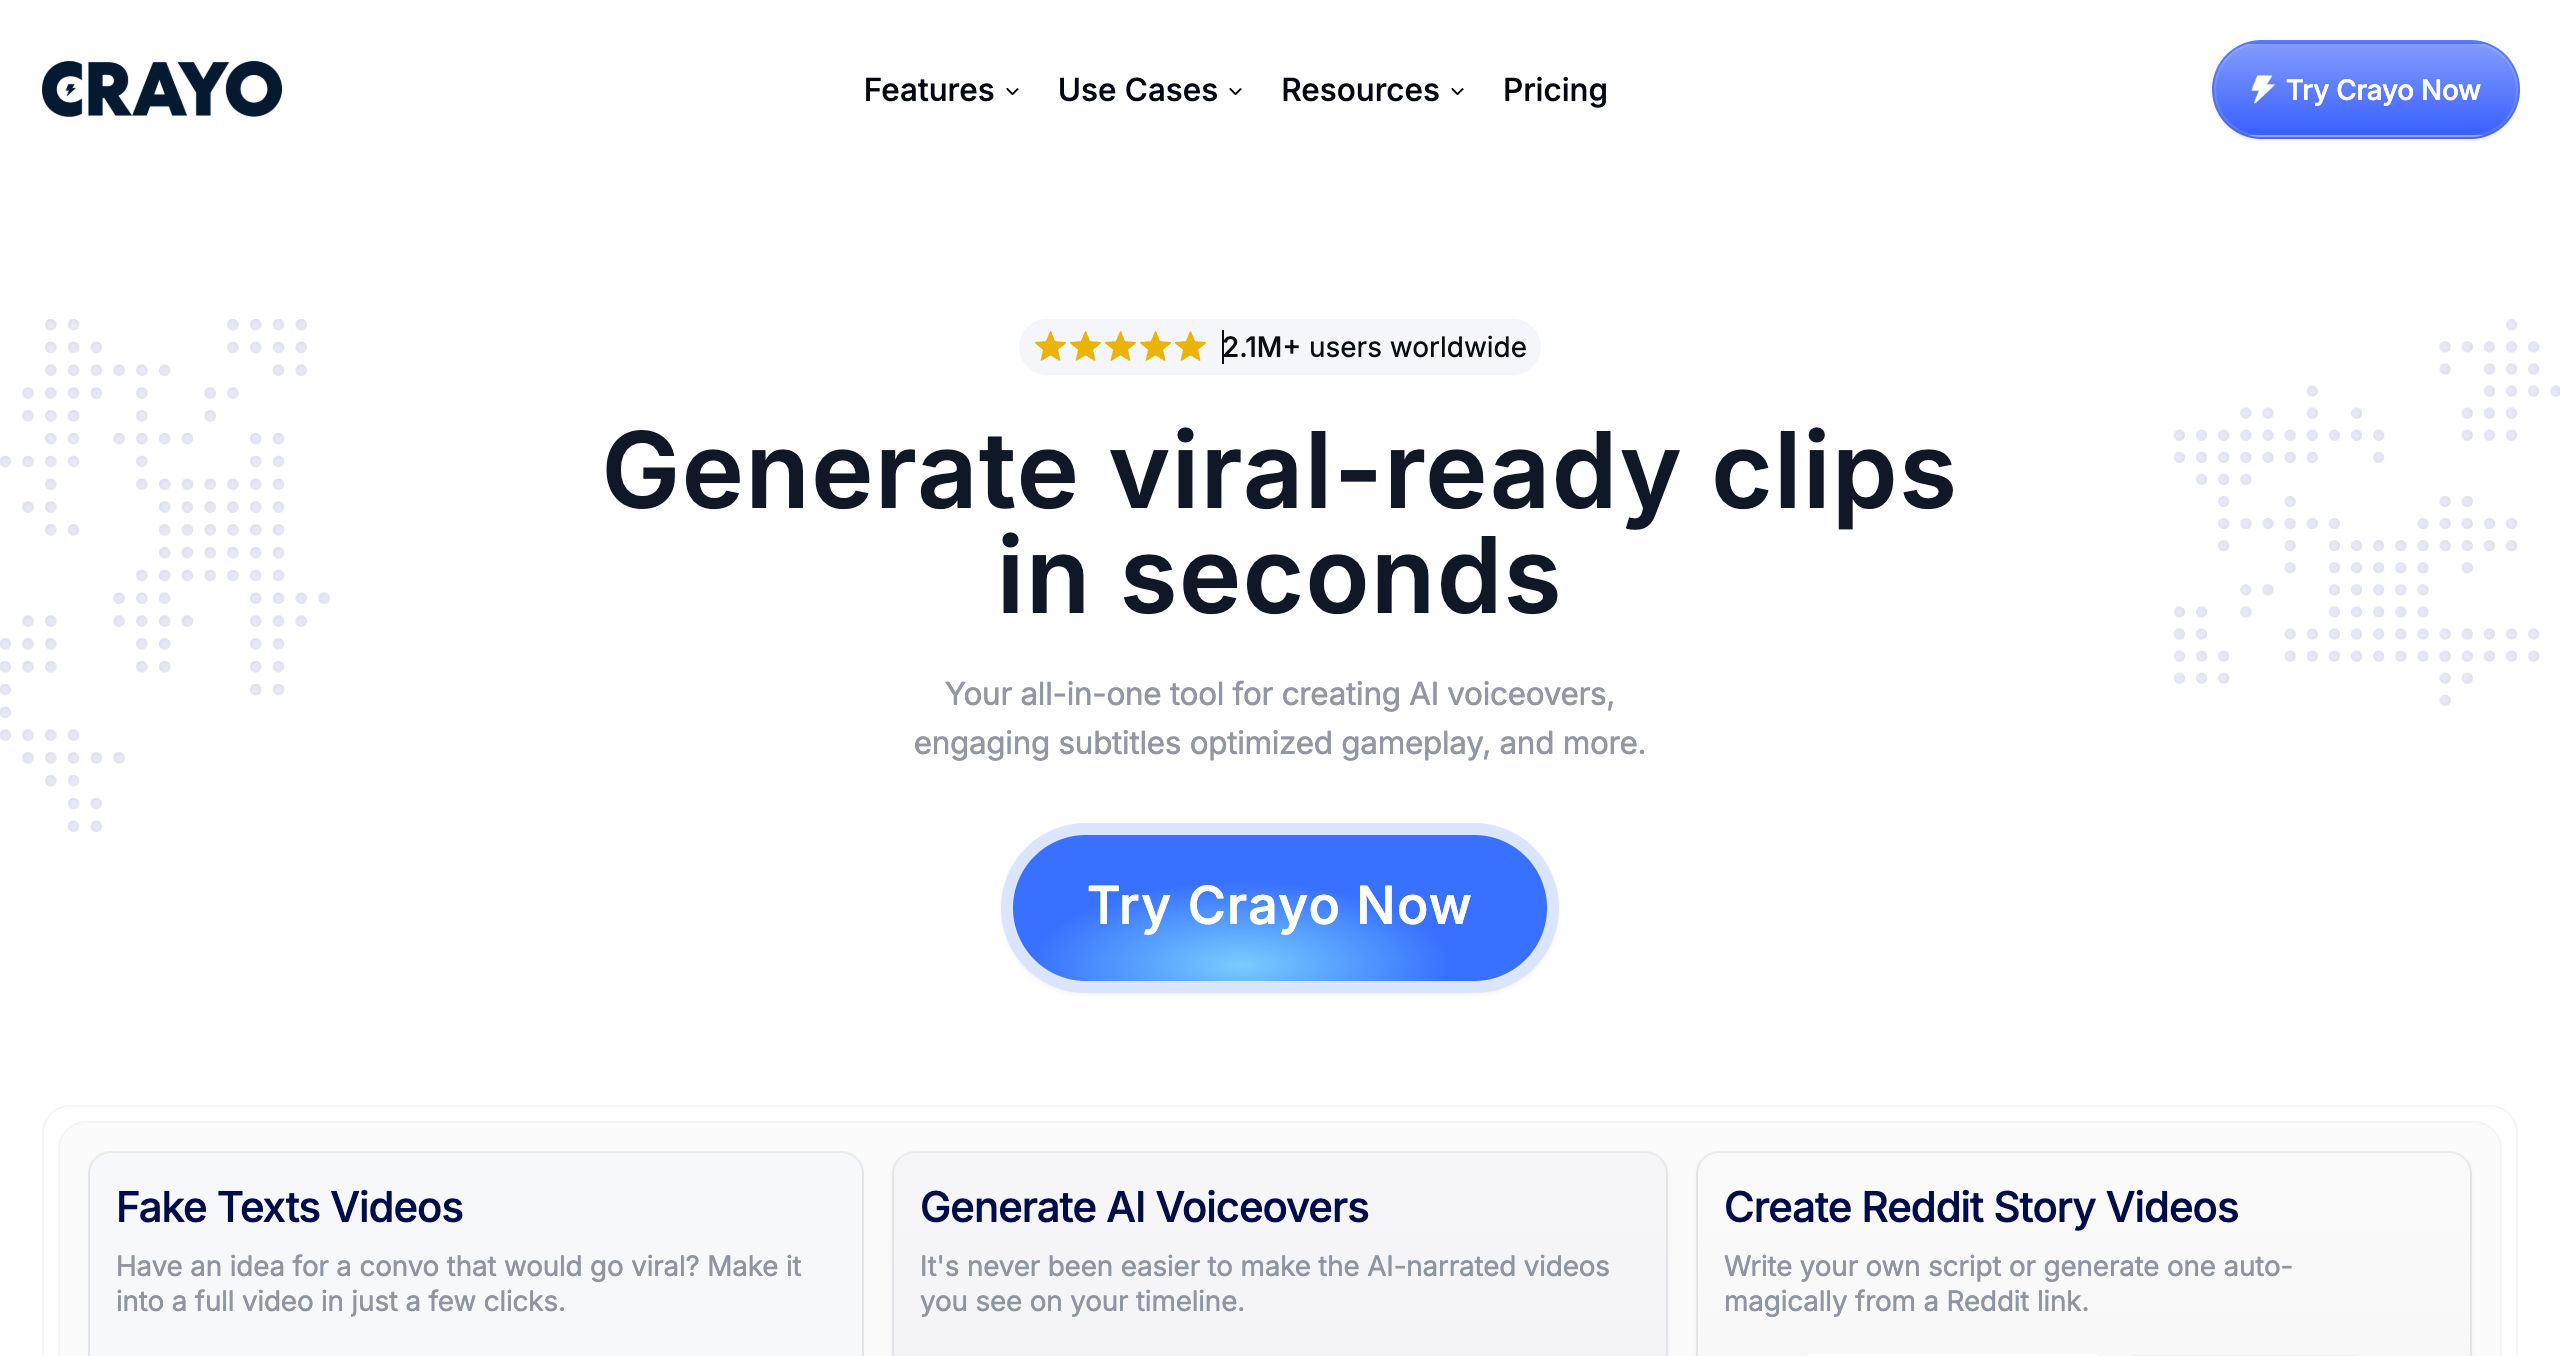 CRAYO
Features
Use Cases
Resources
Pricing
Try Crayo Now
2.1M+ users worldwide
Generate viral-ready clips
in seconds
Your all-in-one tool for creating AI voiceovers,
engaging subtitles optimized gameplay, and more.
Try Crayo Now
Fake Texts Videos
Have an idea for a convo that would go viral? Make it
into a full video in just a few clicks.
Generate AI Voiceovers
It's never been easier to make the AI-narrated videos
you see on your timeline.
Create Reddit Story Videos
Write your own script or generate one auto-
magically from a Reddit link.